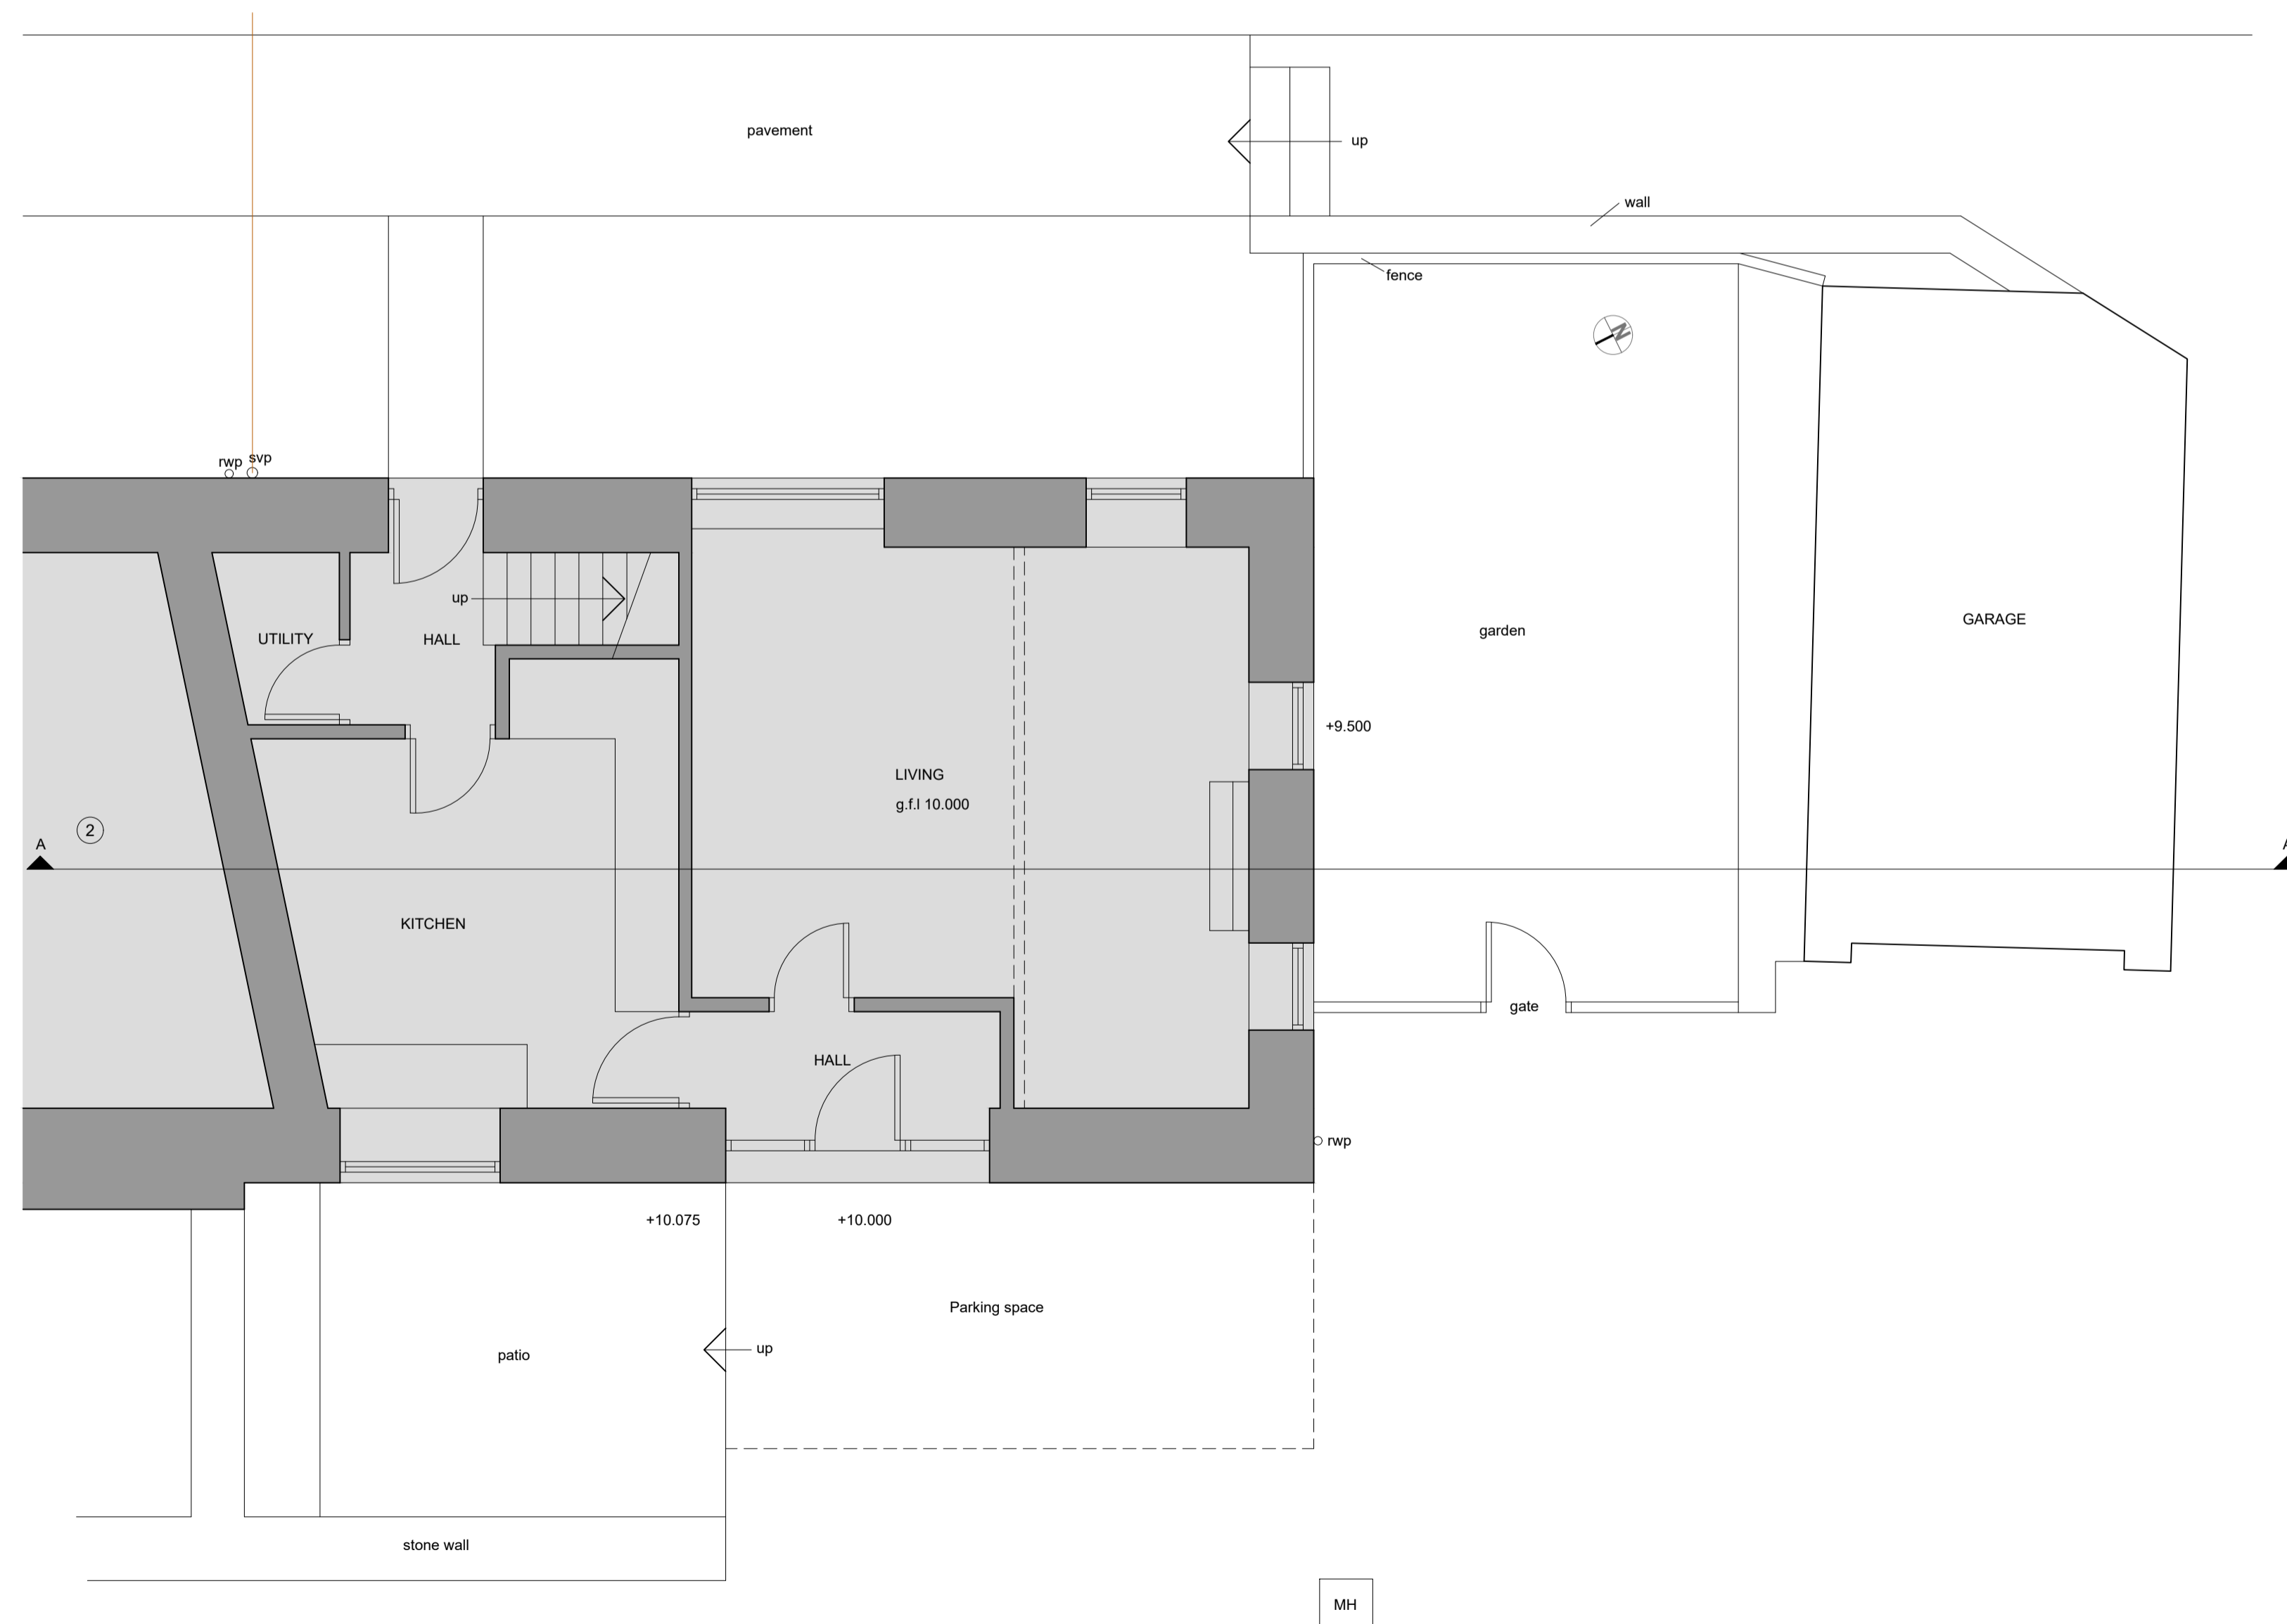 pavement
up
wall
fence
N
rwp
svp
up
UTILITY
HALL
GARAGE
garden
+9.500
LIVING
g.f.l 10.000
2
A
A
KITCHEN
gate
HALL
rwp
+10.075
+10.000
Parking space
up
patio
stone wall
MH